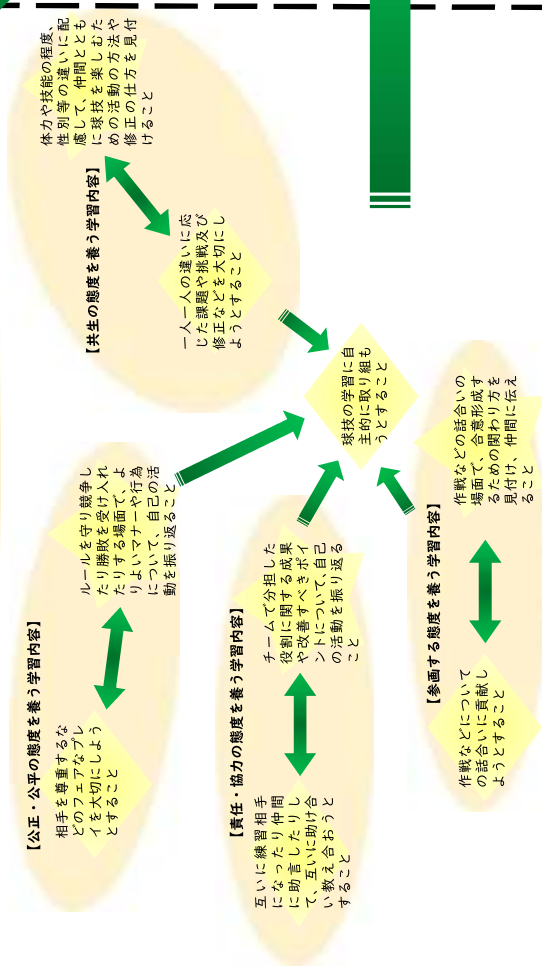 【公正・公平の態度を養う学習内容】
相手を尊重するな
どのフェアなプレ
イを大切にしよう
とすること
ルールを守り競争し
たり勝敗を受け入れ
たりする場面で、よ
りよいマナーや行為
について、自己の活
動を振り返ること
【共生の態度を養う学習内容】
体力や技能の程度、
性別等の違いに配
慮して、仲間ととも
に球技を楽しむた
めの活動の方法や
修正の仕方を見付
けること
一人一人の違いに応
じた課題や挑戦及び
修正などを大切にし
ようとすること
【責任・協力の態度を養う学習内容】
互いに練習相手
になったり仲間
に助言したりし
て、互いに助け合
い教え合おうと
すること
チームで分担した
役割に関する成果
や改善すべきポイ
ントについて、自己
の活動を振り返る
こと
球技の学習に自
主的に取り組も
うとすること
【参画する態度を養う学習内容】
作戦などについて
の話合いに貢献し
ようとすること
作戦などの話合いの
場面で、合意形成す
るための関わり方を
見付け、仲間に伝え
ること